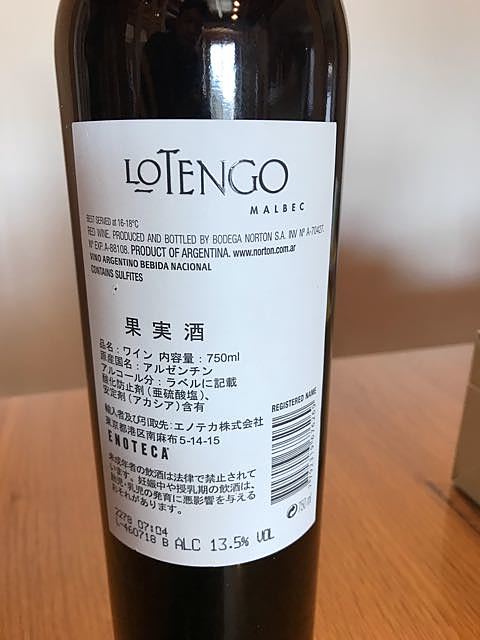 LOTENGO
MALBEC
BEST SERVED at 16-18°C
RED WINE. PRODUCED AND BOTTLED BY BODEGA NORTON S.A. INV Nº A-70427.
Nº EXP. A-88108. PRODUCT OF ARGENTINA. www.norton.com.ar
VINO ARGENTINO BEBIDA NACIONAL
CONTAINS SULFITES
果実酒
品名：ワイン 内容量：750ml
原産国名：アルゼンチン
アルコール分：ラベルに記載
酸化防止剤（亜硫酸塩）、
安定剤（アカシア）含有
輸入者及び引取先：エノテカ株式会社
東京都港区南麻布5-14-15
ENOTECA
未成年者の飲酒は法律で禁止されて
います。妊娠中や授乳期の飲酒は、
胎児・乳児の発育に悪影響を与える
おそれがあります。
REGISTERED NAME
750 ml
2278 07:04
L-460718 B ALC 13.5% VOL